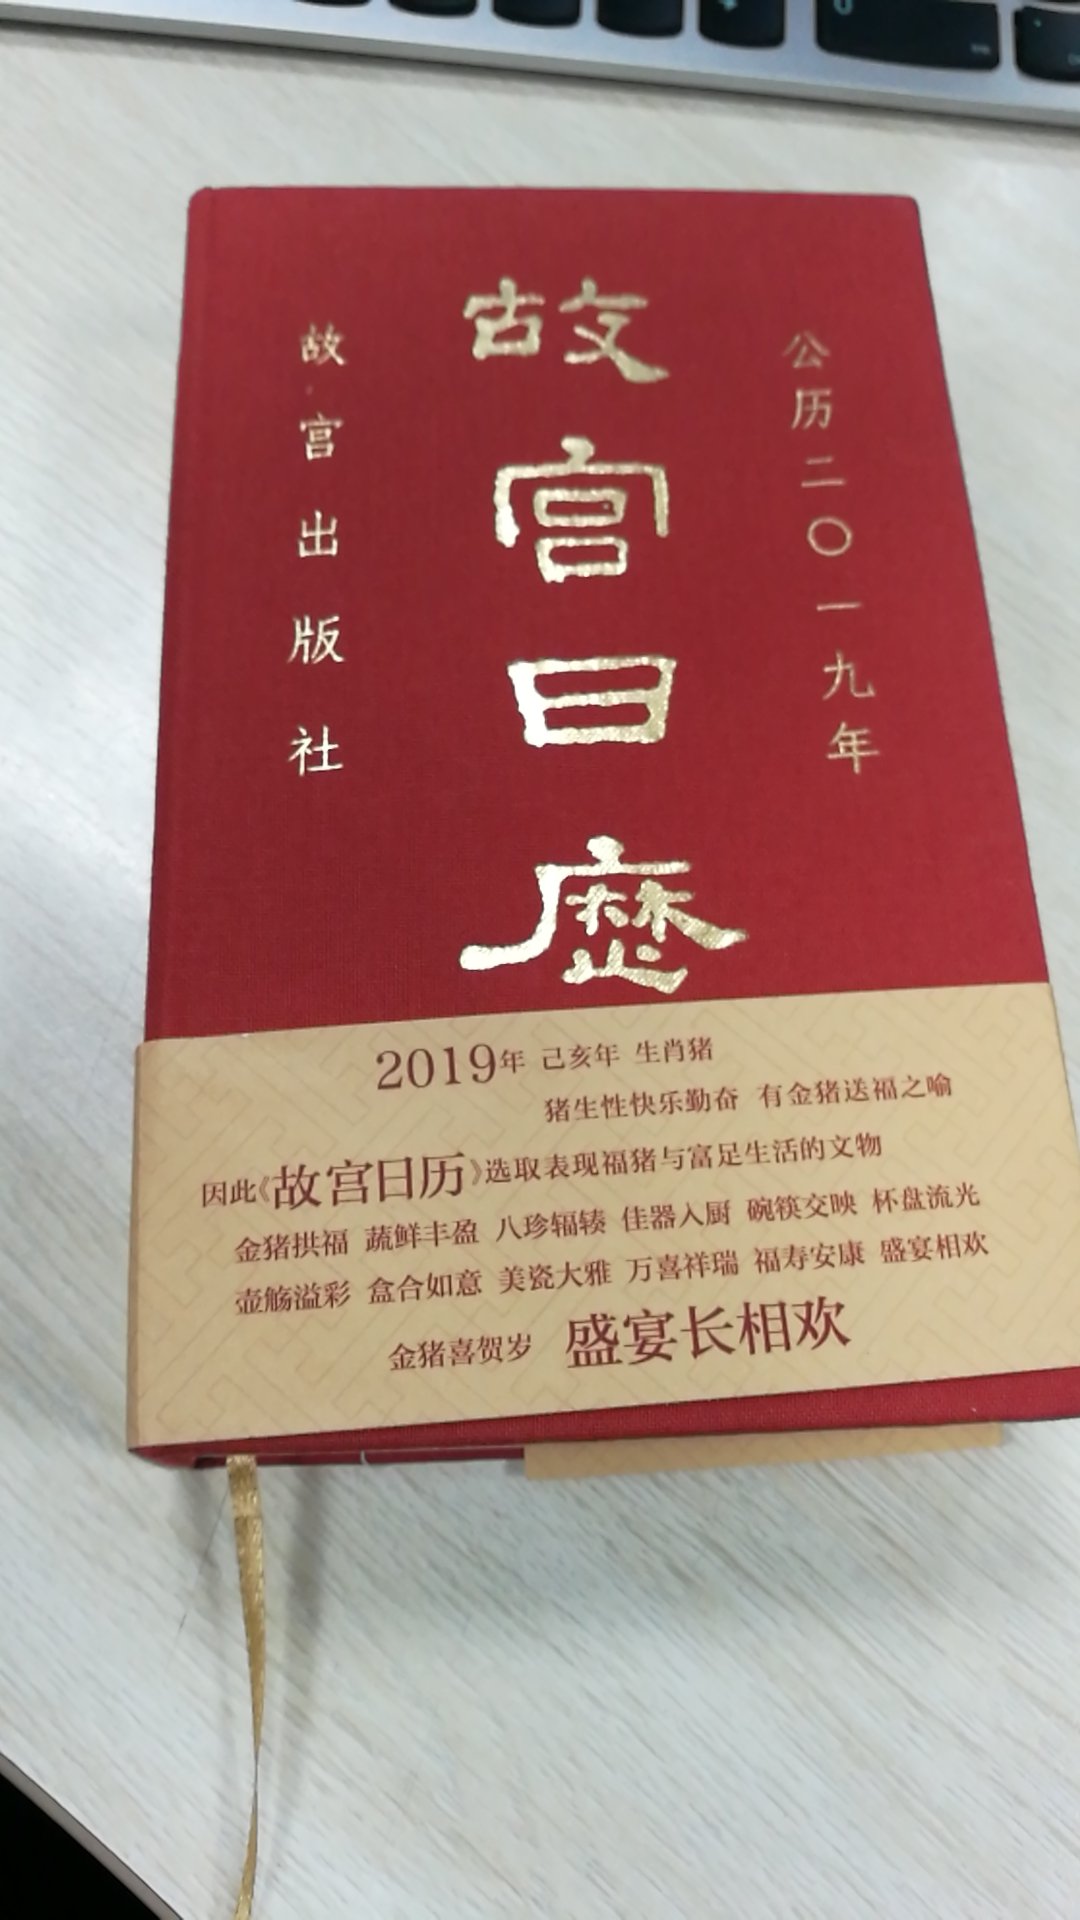 公历二〇一九年
故宫日歷
故宫出版社
2019年 己亥年 生肖猪
猪生性快乐勤奋 有金猪送福之喻
因此《故宫日历》选取表现福猪与富足生活的文物
金猪拱福 蔬鲜丰盈 八珍辐辏 佳器入厨 碗筷交映 杯盘流光
壶觞溢彩 盒合如意 美瓷大雅 万喜祥瑞 福寿安康 盛宴相欢
金猪喜贺岁 盛宴长相欢